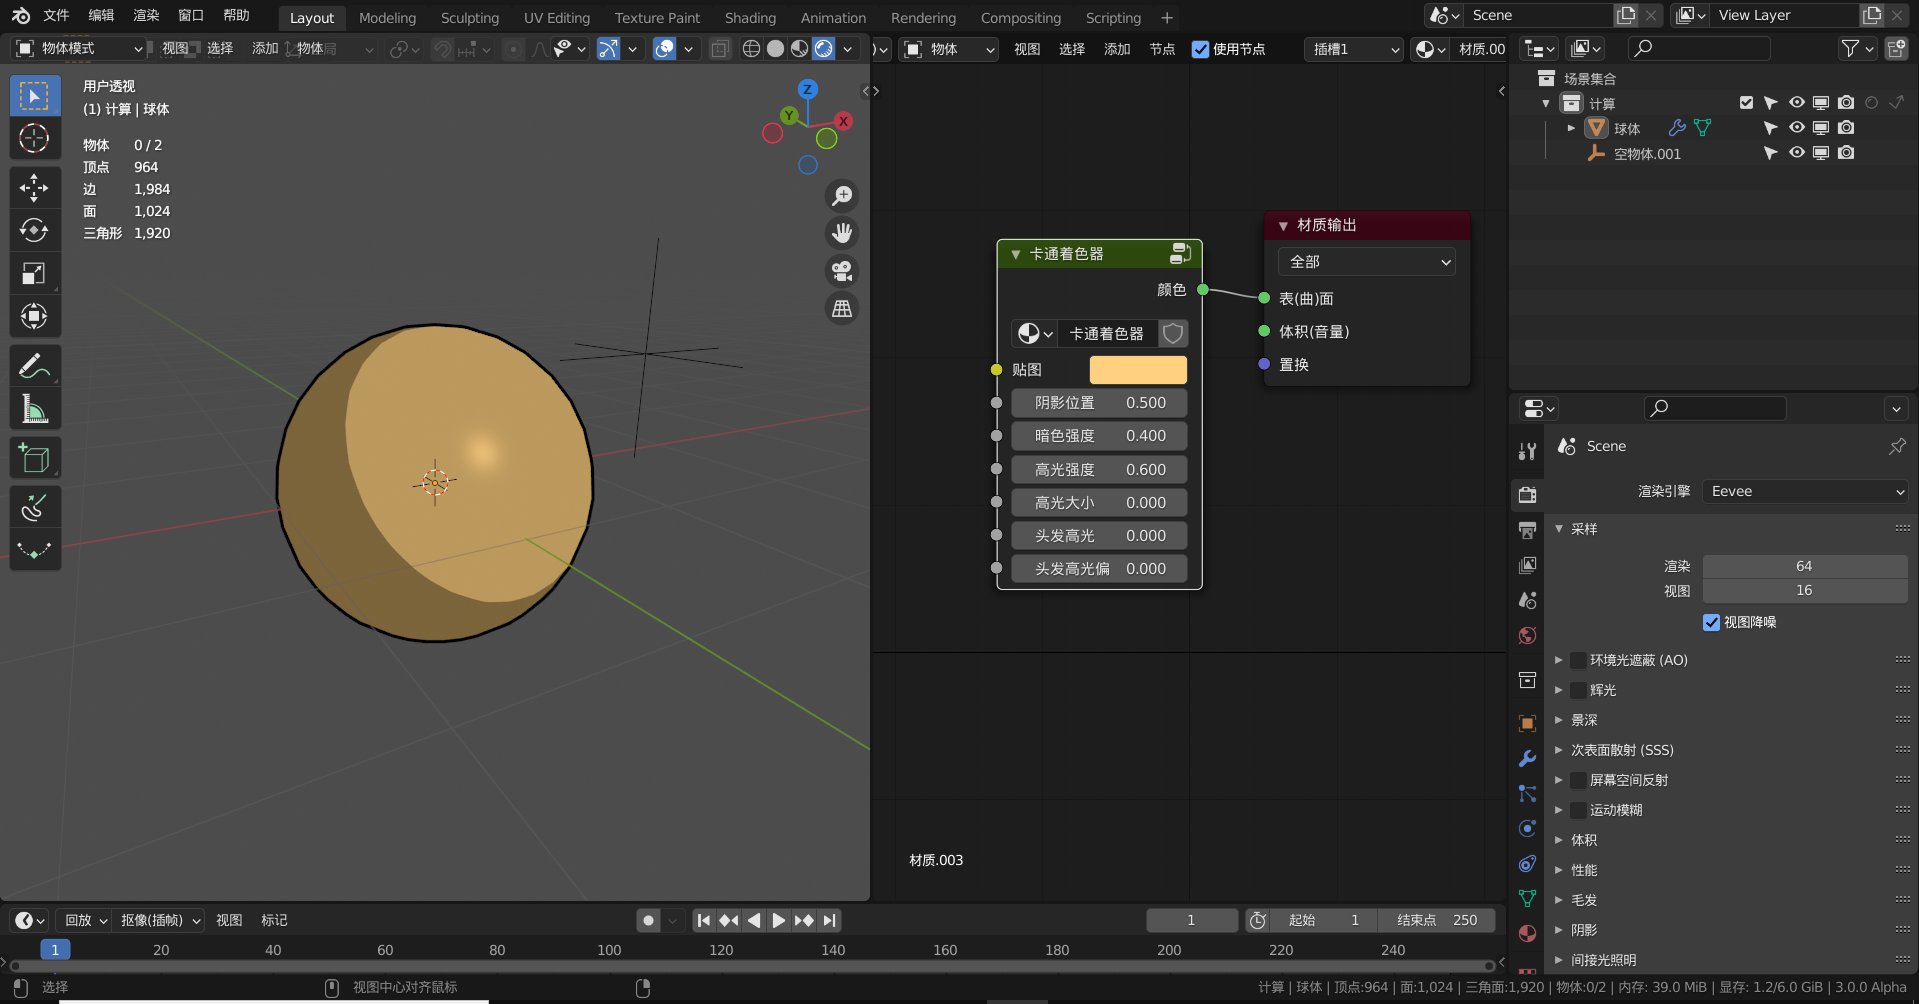 文件 编辑 渲染 窗口 帮助 Layout Modeling Sculpting UV Editing Texture Paint Shading Animation Rendering Compositing Scripting + Scene View Layer
物体模式 视图 选择 添加 物体 物体 视图 选择 添加 节点 使用节点 插槽1 材质.00
用户透视
(1) 计算 | 球体
物体 0 / 2
顶点 964
边 1,984
面 1,024
三角形 1,920
Z
Y
X
场景集合
计算
球体
空物体.001
卡通着色器
颜色
卡通着色器
贴图
阴影位置 0.500
暗色强度 0.400
高光强度 0.600
高光大小 0.000
头发高光 0.000
头发高光偏 0.000
材质输出
全部
表(曲)面
体积(音量)
置换
材质.003
Scene
渲染引擎 Eevee
采样
渲染 64
视图 16
视图降噪
环境光遮蔽 (AO)
辉光
景深
次表面散射 (SSS)
屏幕空间反射
运动模糊
体积
性能
毛发
阴影
间接光照明
回放 抠像(插帧) 视图 标记 1 起始 1 结束点 250
1 20 40 60 80 100 120 140 160 180 200 220 240
选择 视图中心对齐鼠标 计算 | 球体 | 顶点:964 | 面:1,024 | 三角面:1,920 | 物体:0/2 | 内存: 39.0 MiB | 显存: 1.2/6.0 GiB | 3.0.0 Alpha